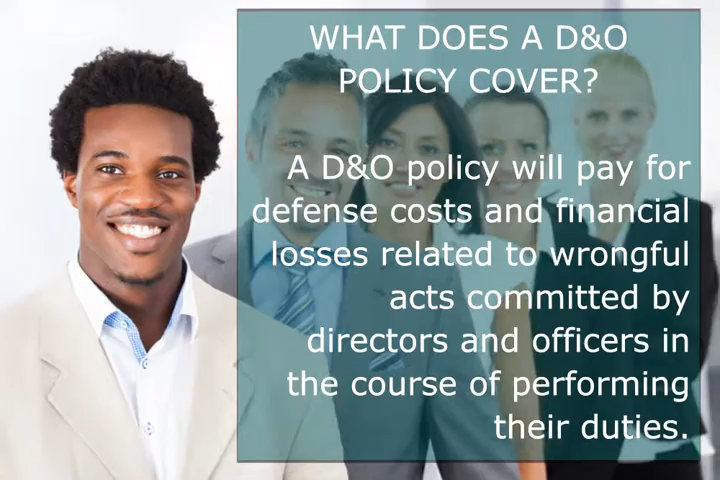 WHAT DOES A D&O
POLICY COVER?
A D&O policy will pay for
defense costs and financial
losses related to wrongful
acts committed by
directors and officers in
the course of performing
their duties.